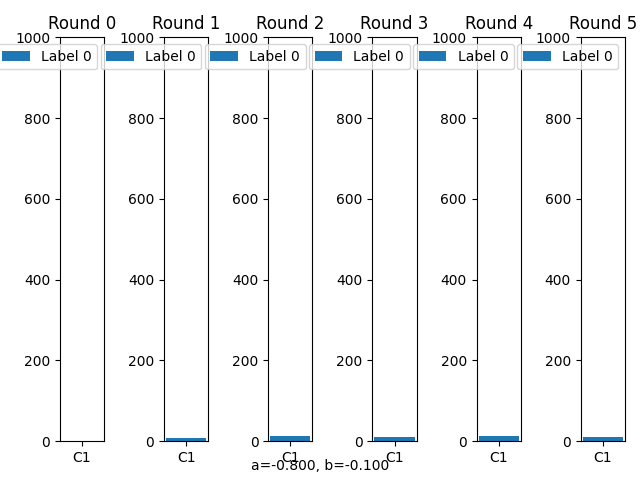 Round 0 Round 1 Round 2 Round 3 Round 4 Round 5
1000 1000 1000 1000 1000 1000
Label 0 Label 0 Label 0 Label 0 Label 0 Label 0
800 800 800 800 800 800
600 600 600 600 600 600
400 400 400 400 400 400
200 200 200 200 200 200
0 0 0 0 0 0
C1 C1 C1 C1 C1 C1
a=-0.800, b=-0.100